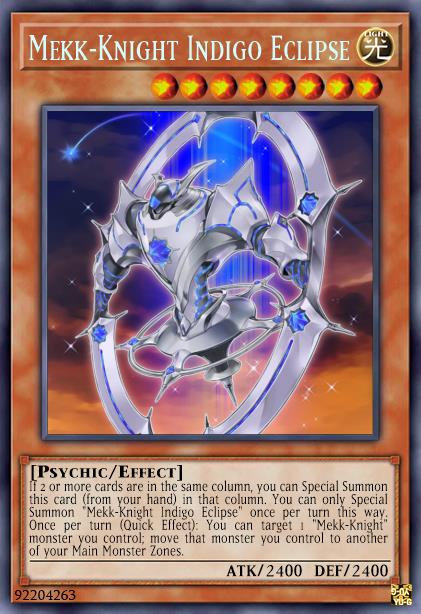 Mekk-Knight Indigo Eclipse
LIGHT
光
[Psychic/Effect]
If 2 or more cards are in the same column, you can Special Summon
this card (from your hand) in that column. You can only Special
Summon "Mekk-Knight Indigo Eclipse" once per turn this way.
Once per turn (Quick Effect): You can target 1 "Mekk-Knight"
monster you control; move that monster you control to another
of your Main Monster Zones.
ATK/2400 DEF/2400
92204263